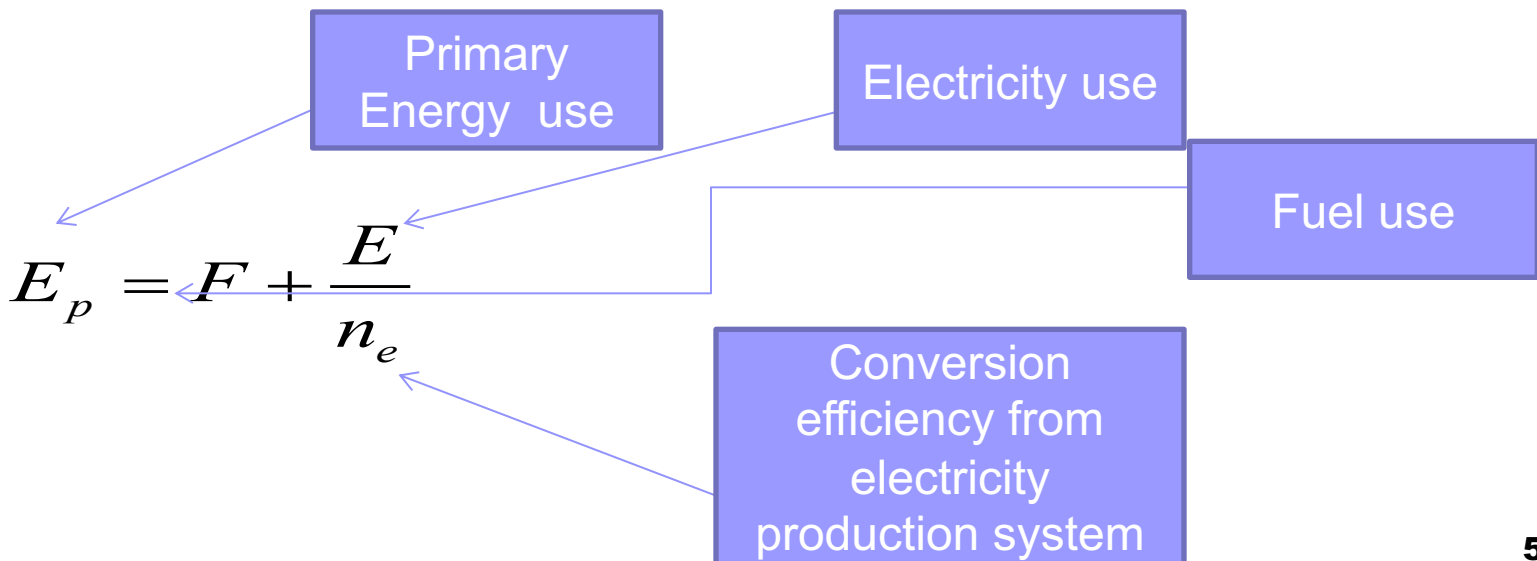 Primary
Energy use
Electricity use
Fuel use
E_p = F + E/n_e
Conversion
efficiency from
electricity
production system
5